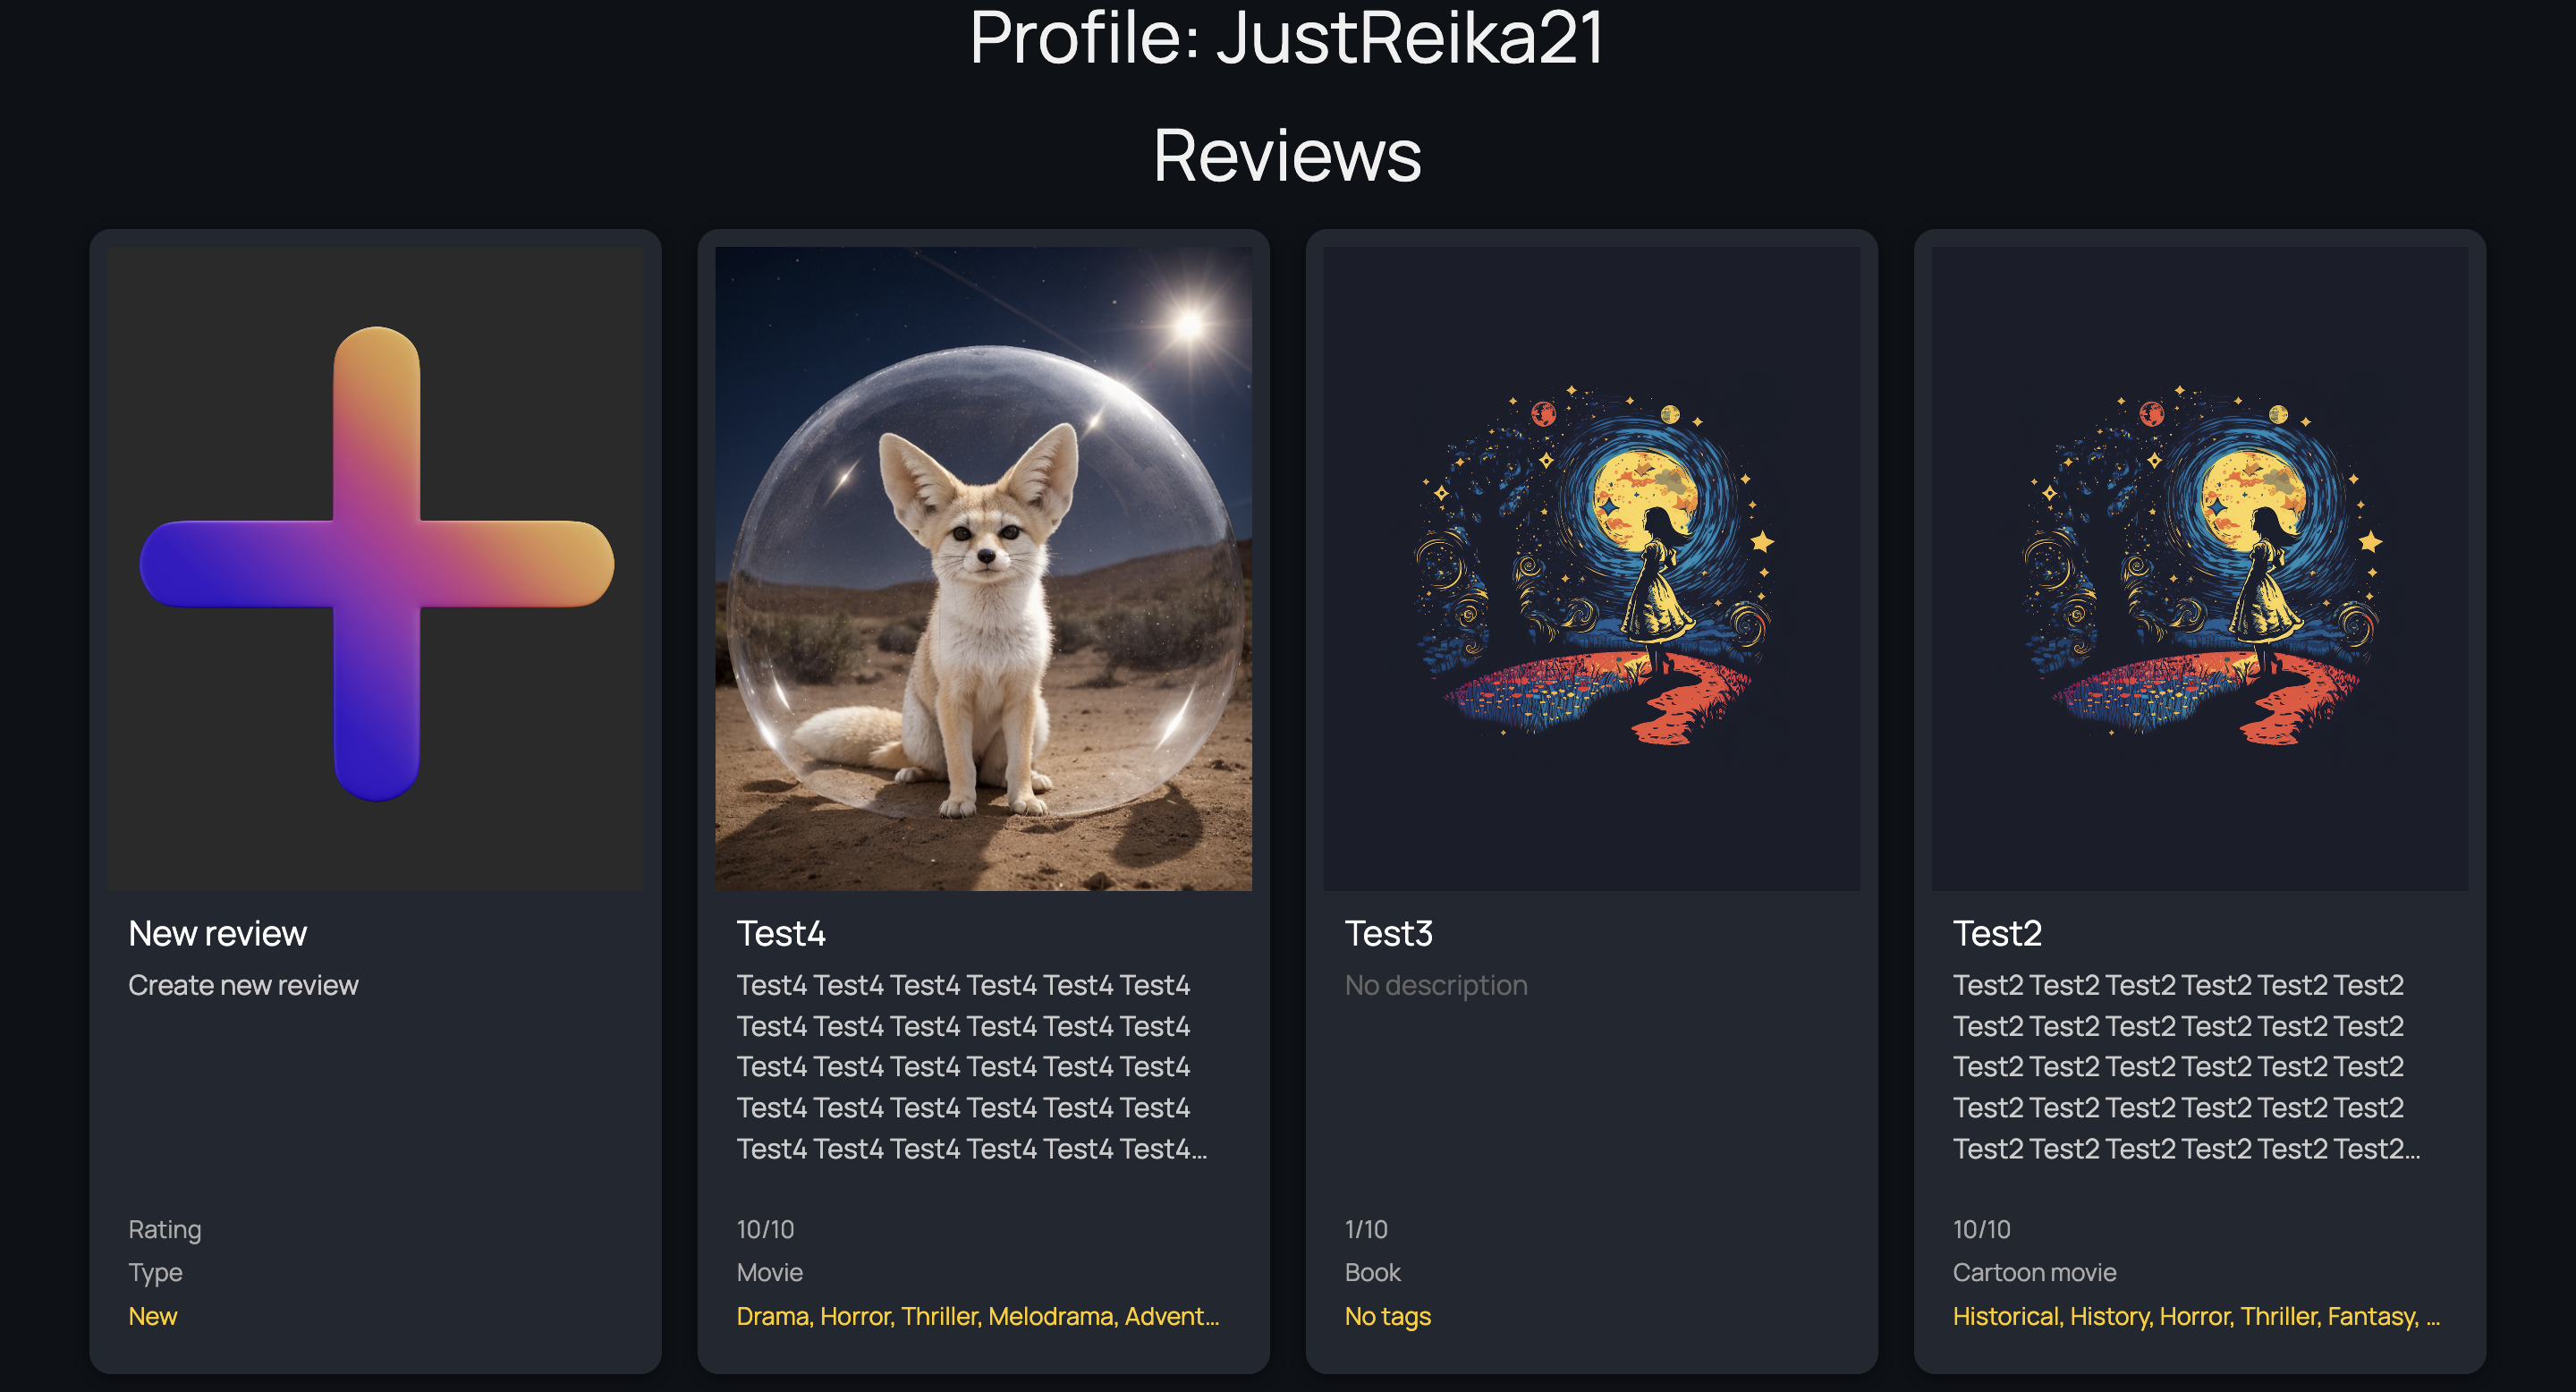 Profile: JustReika21
Reviews
New review
Create new review
Rating
Type
New
Test4
Test4 Test4 Test4 Test4 Test4 Test4
Test4 Test4 Test4 Test4 Test4 Test4
Test4 Test4 Test4 Test4 Test4 Test4
Test4 Test4 Test4 Test4 Test4 Test4
Test4 Test4 Test4 Test4 Test4 Test4...
10/10
Movie
Drama, Horror, Thriller, Melodrama, Advent...
Test3
No description
1/10
Book
No tags
Test2
Test2 Test2 Test2 Test2 Test2 Test2
Test2 Test2 Test2 Test2 Test2 Test2
Test2 Test2 Test2 Test2 Test2 Test2
Test2 Test2 Test2 Test2 Test2 Test2
Test2 Test2 Test2 Test2 Test2 Test2...
10/10
Cartoon movie
Historical, History, Horror, Thriller, Fantasy, ...